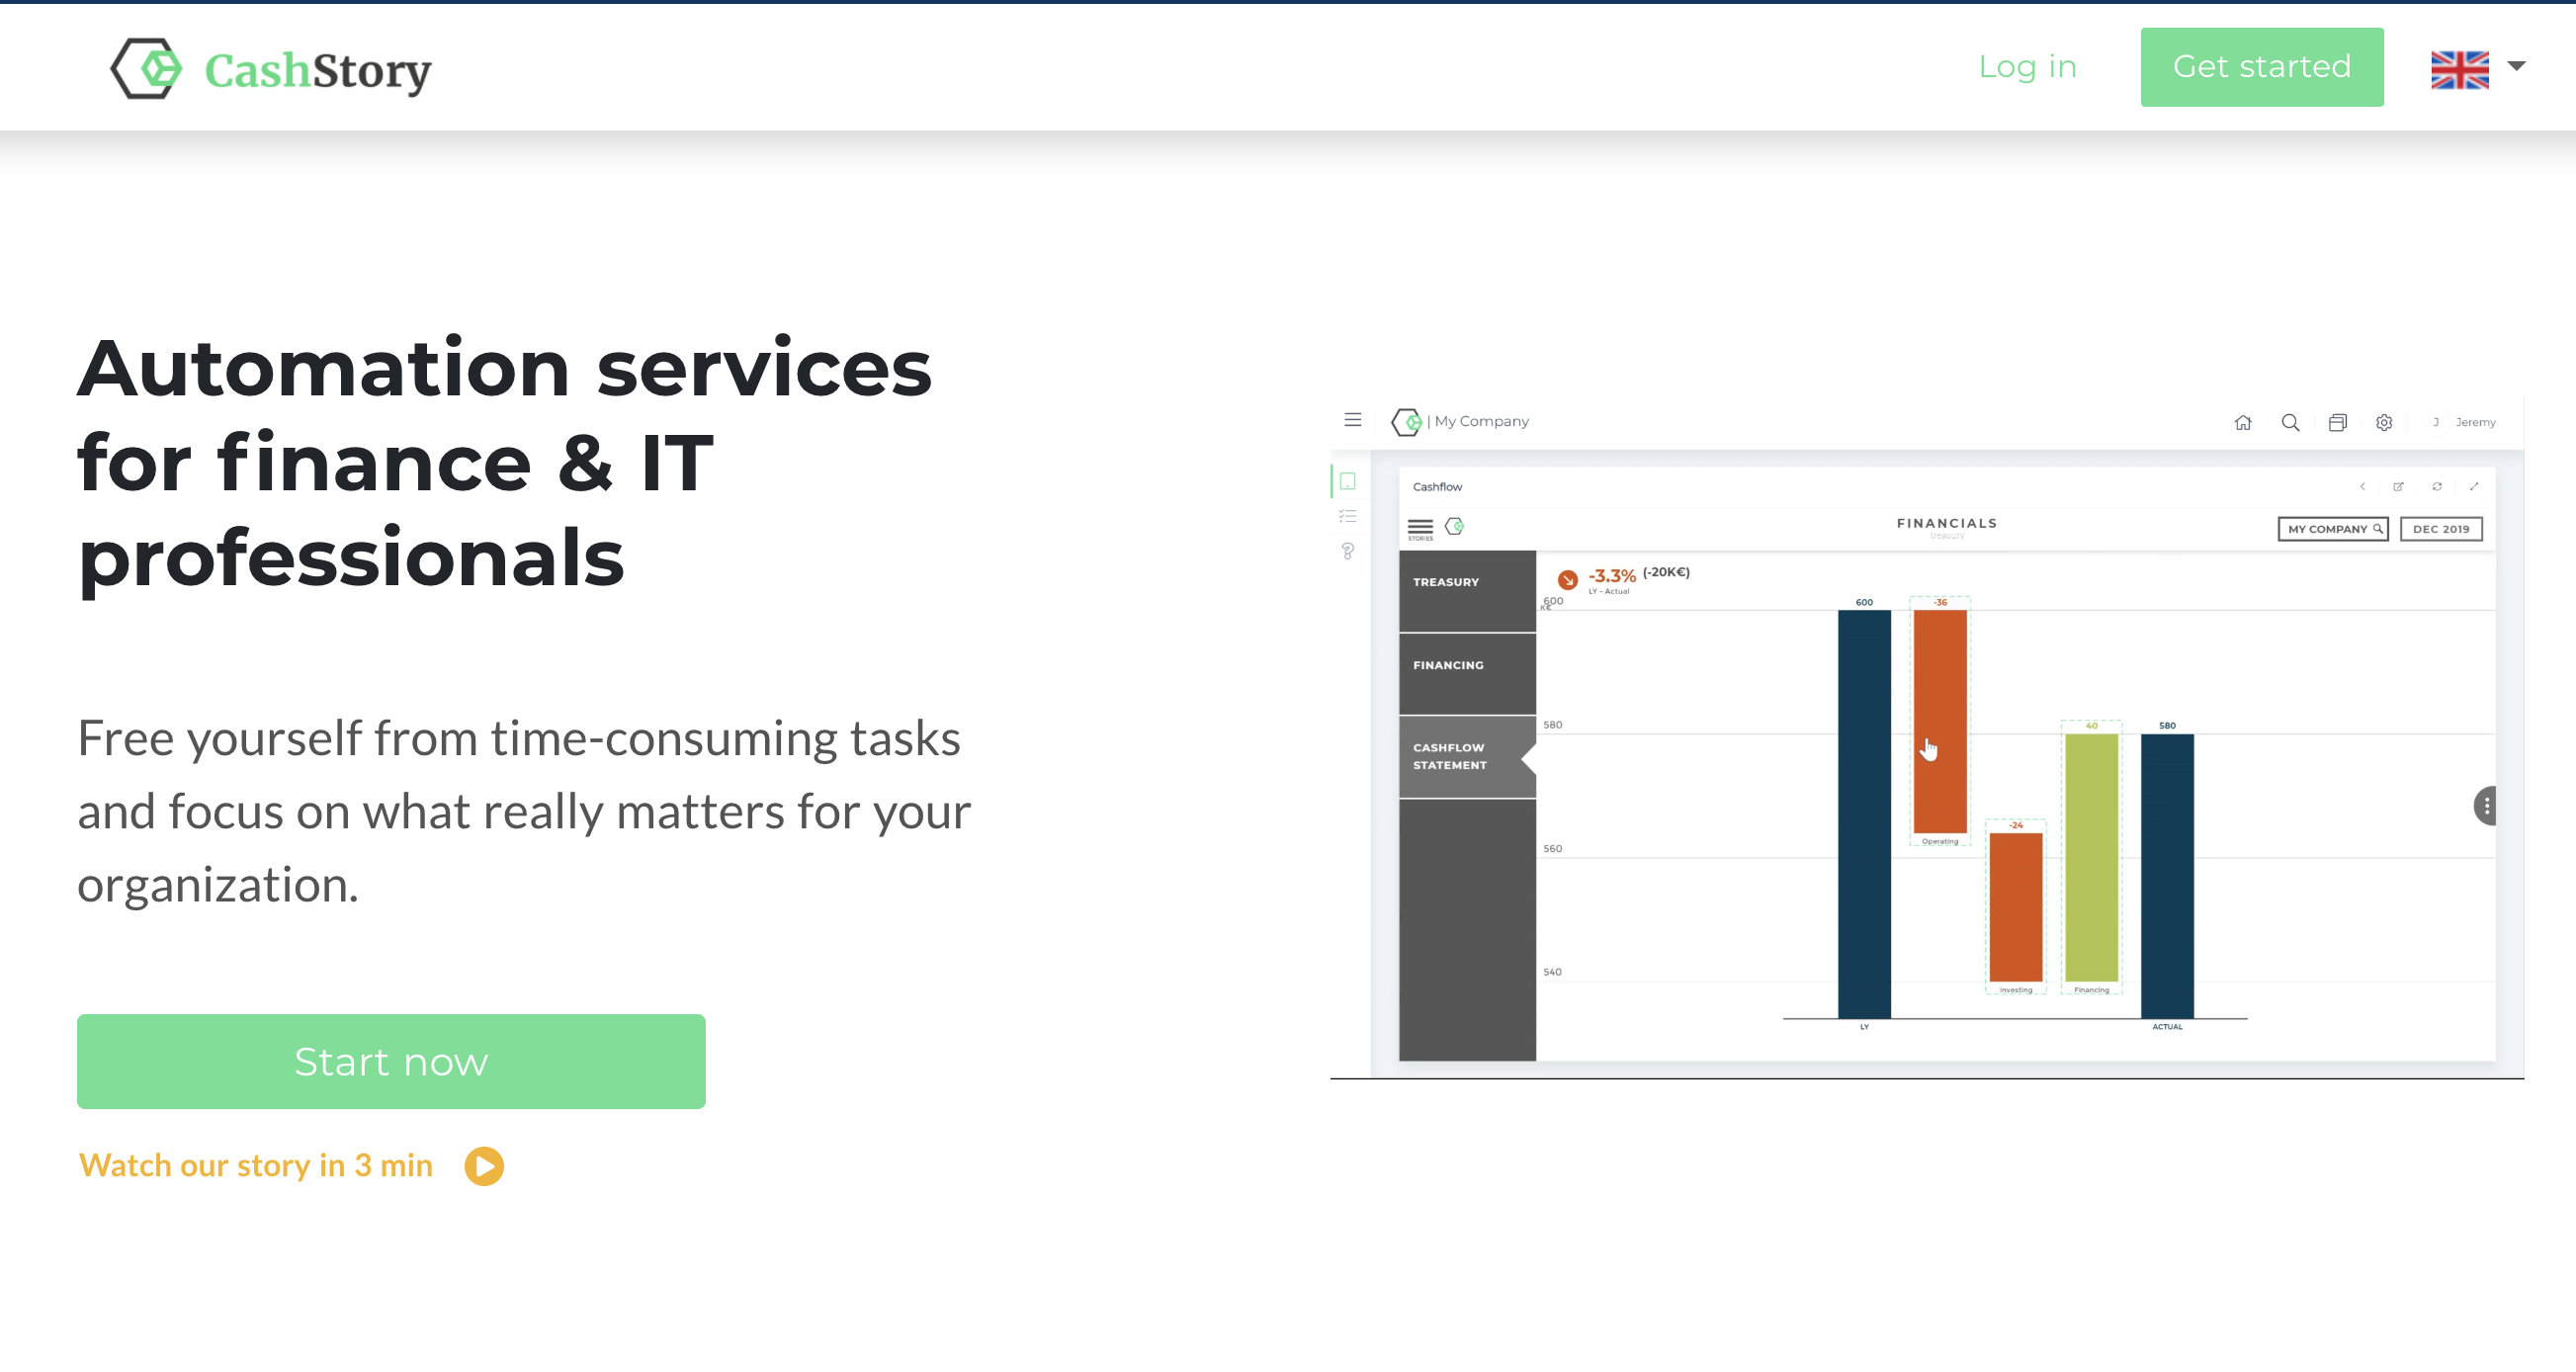 CashStory
Log in
Get started
Automation services
for finance & IT
professionals
Free yourself from time-consuming tasks
and focus on what really matters for your
organization.
Start now
Watch our story in 3 min
| My Company
J Jeremy
Cashflow
STORIES
FINANCIALS
treasury
MY COMPANY
DEC 2019
TREASURY
FINANCING
CASHFLOW
STATEMENT
-3.3% (-20K€)
LY - Actual
600
K€
580
560
540
600
-36
-24
40
580
Operating
Investing
Financing
LY
ACTUAL